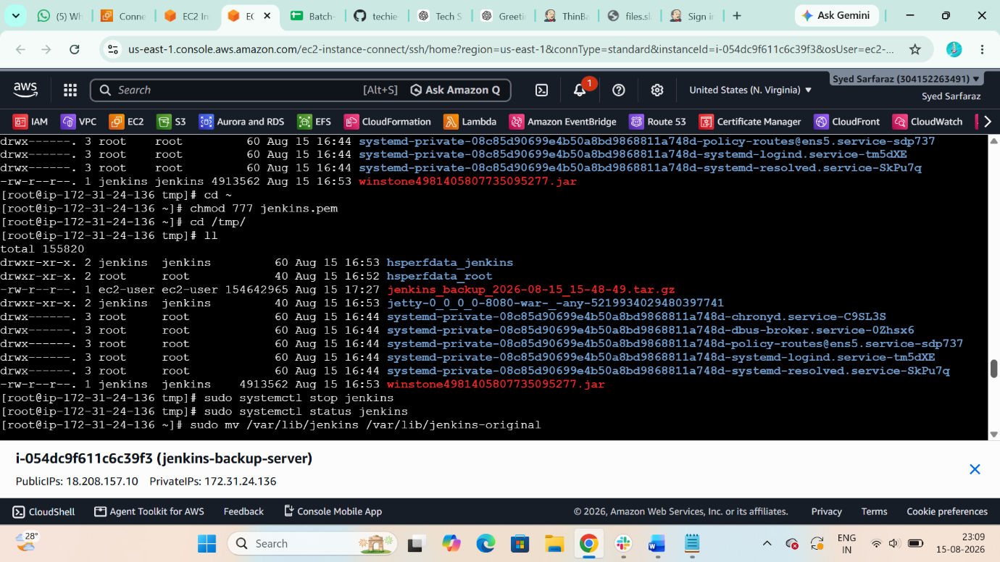 (5) Wh
Conne
EC2 In
EC
Batch-
techie-
Tech S
Greetin
ThinBa
files.sl
Sign in
Ask Gemini
us-east-1.console.aws.amazon.com/ec2-instance-connect/ssh/home?region=us-east-1&connType=standard&instanceId=i-054dc9f611c6c39f3&osUser=ec2-...
aws
Search [Alt+S] Ask Amazon Q
1
United States (N. Virginia)
Syed Sarfaraz (304152263491)
Syed Sarfaraz
IAM VPC EC2 S3 Aurora and RDS EFS CloudFormation Lambda Amazon EventBridge Route 53 Certificate Manager CloudFront CloudWatch
drwx------. 3 root     root          60 Aug 15 16:44 systemd-private-08c85d90699e4b50a8bd9868811a748d-policy-routes@ens5.service-sdp737
drwx------. 3 root     root          60 Aug 15 16:44 systemd-private-08c85d90699e4b50a8bd9868811a748d-systemd-logind.service-tm5dXE
drwx------. 3 root     root          60 Aug 15 16:44 systemd-private-08c85d90699e4b50a8bd9868811a748d-systemd-resolved.service-SkPu7q
-rw-r--r--. 1 jenkins jenkins 4913562 Aug 15 16:53 winstone4981405807735095277.jar
[root@ip-172-31-24-136 tmp]# cd ~
[root@ip-172-31-24-136 ~]# chmod 777 jenkins.pem
[root@ip-172-31-24-136 ~]# cd /tmp/
[root@ip-172-31-24-136 tmp]# ll
total 155820
drwxr-xr-x. 2 jenkins  jenkins         60 Aug 15 16:53 hsperfdata_jenkins
drwxr-xr-x. 2 root     root            40 Aug 15 16:52 hsperfdata_root
-rw-r--r--. 1 ec2-user ec2-user 154642965 Aug 15 17:27 jenkins_backup_2026-08-15_15-48-49.tar.gz
drwxr-xr-x. 2 jenkins  jenkins         40 Aug 15 16:53 jetty-0_0_0_0-8080-war-_-any-5219934029480397741
drwx------. 3 root     root            60 Aug 15 16:44 systemd-private-08c85d90699e4b50a8bd9868811a748d-chronyd.service-C9SL3S
drwx------. 3 root     root            60 Aug 15 16:44 systemd-private-08c85d90699e4b50a8bd9868811a748d-dbus-broker.service-0Zhsx6
drwx------. 3 root     root            60 Aug 15 16:44 systemd-private-08c85d90699e4b50a8bd9868811a748d-policy-routes@ens5.service-sdp737
drwx------. 3 root     root            60 Aug 15 16:44 systemd-private-08c85d90699e4b50a8bd9868811a748d-systemd-logind.service-tm5dXE
drwx------. 3 root     root            60 Aug 15 16:44 systemd-private-08c85d90699e4b50a8bd9868811a748d-systemd-resolved.service-SkPu7q
-rw-r--r--. 1 jenkins  jenkins    4913562 Aug 15 16:53 winstone4981405807735095277.jar
[root@ip-172-31-24-136 tmp]# sudo systemctl stop jenkins
[root@ip-172-31-24-136 tmp]# sudo systemctl status jenkins
[root@ip-172-31-24-136 ~]# sudo mv /var/lib/jenkins /var/lib/jenkins-original
i-054dc9f611c6c39f3 (jenkins-backup-server)
PublicIPs: 18.208.157.10 PrivateIPs: 172.31.24.136
CloudShell Agent Toolkit for AWS Feedback Console Mobile App © 2026, Amazon Web Services, Inc. or its affiliates. Privacy Terms Cookie preferences
28°
Search
ENG
IN
23:09
15-08-2026